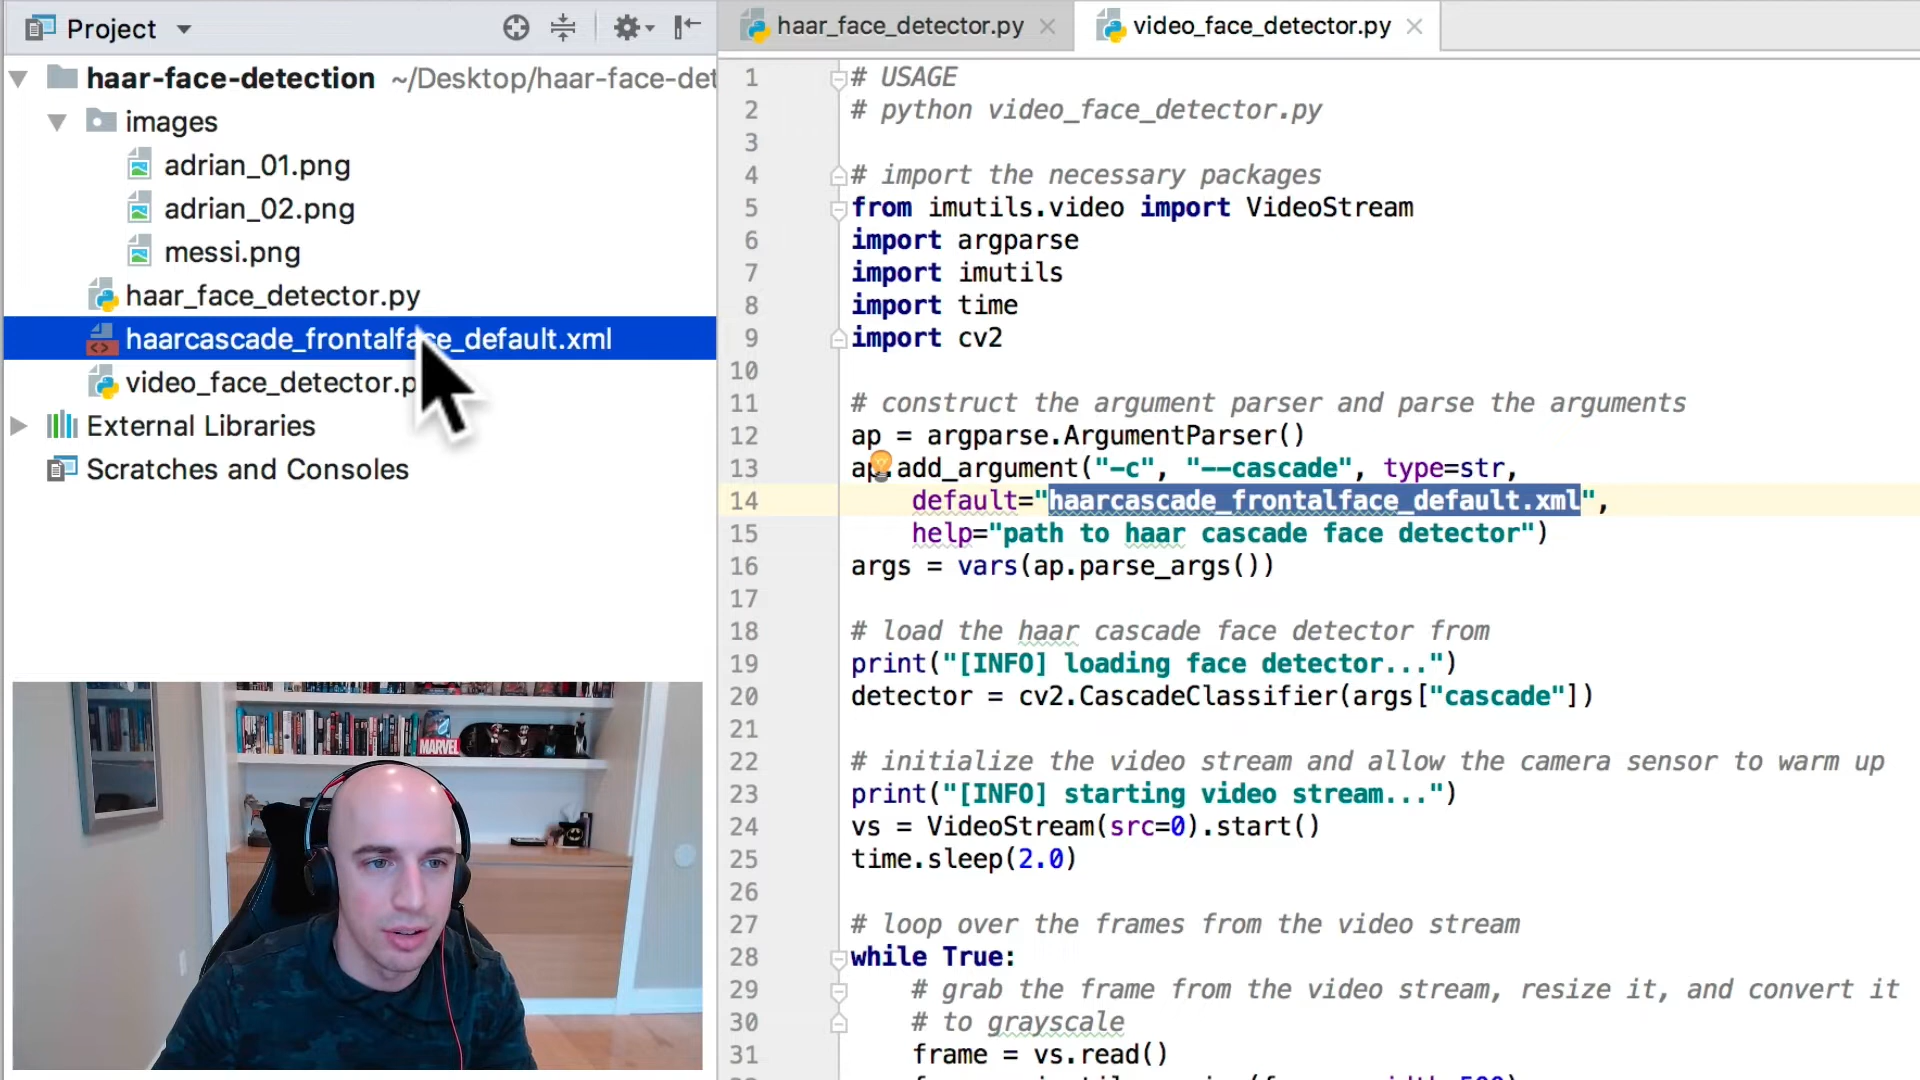 Project
haar-face-detection ~/Desktop/haar-face-det
images
adrian_01.png
adrian_02.png
messi.png
haar_face_detector.py
haarcascade_frontalface_default.xml
video_face_detector.p
External Libraries
Scratches and Consoles
MARVEL
haar_face_detector.py
video_face_detector.py
1 # USAGE
2 # python video_face_detector.py
3
4 # import the necessary packages
5 from imutils.video import VideoStream
6 import argparse
7 import imutils
8 import time
9 import cv2
10
11 # construct the argument parser and parse the arguments
12 ap = argparse.ArgumentParser()
13 ap.add_argument("-c", "--cascade", type=str,
14 default="haarcascade_frontalface_default.xml",
15 help="path to haar cascade face detector")
16 args = vars(ap.parse_args())
17
18 # load the haar cascade face detector from
19 print("[INFO] loading face detector...")
20 detector = cv2.CascadeClassifier(args["cascade"])
21
22 # initialize the video stream and allow the camera sensor to warm up
23 print("[INFO] starting video stream...")
24 vs = VideoStream(src=0).start()
25 time.sleep(2.0)
26
27 # loop over the frames from the video stream
28 while True:
29 # grab the frame from the video stream, resize it, and convert it
30 # to grayscale
31 frame = vs.read()